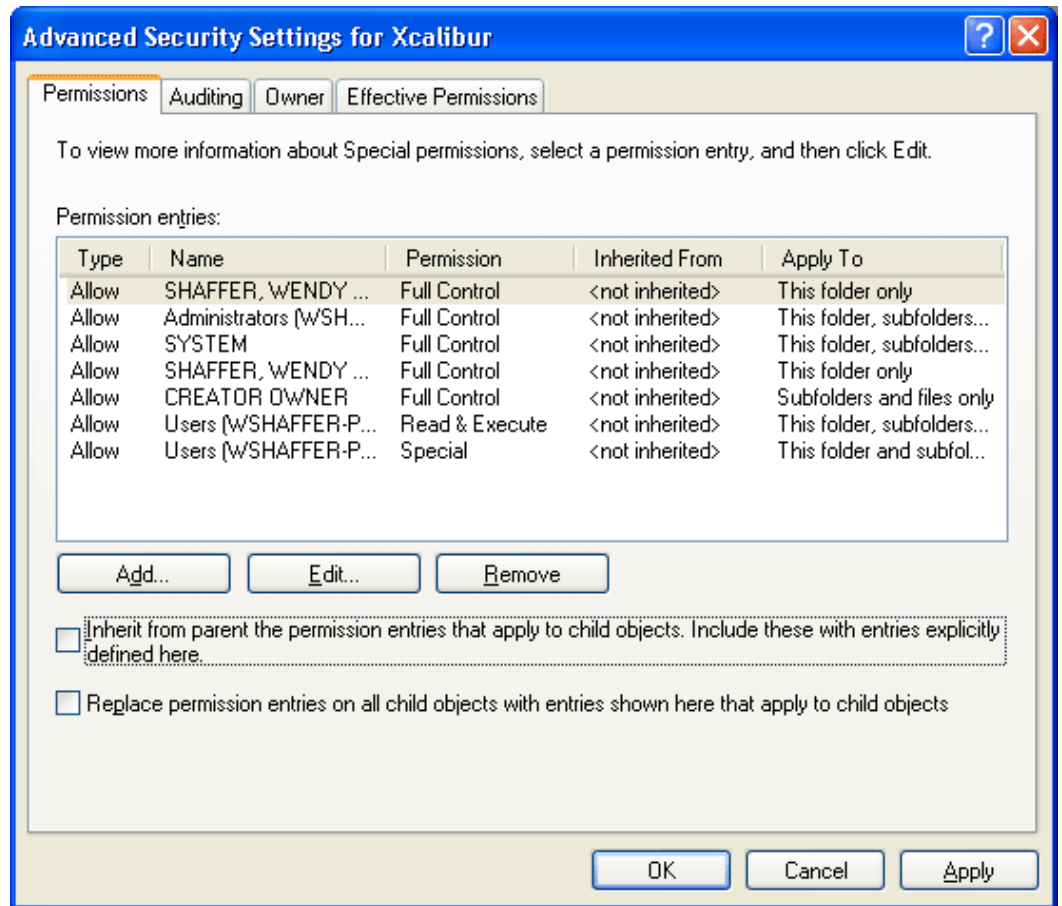 Advanced Security Settings for Xcalibur
Permissions Auditing Owner Effective Permissions
To view more information about Special permissions, select a permission entry, and then click Edit.
Permission entries:
Type Name Permission Inherited From Apply To
Allow SHAFFER, WENDY ... Full Control <not inherited> This folder only
Allow Administrators (WSH... Full Control <not inherited> This folder, subfolders...
Allow SYSTEM Full Control <not inherited> This folder, subfolders...
Allow SHAFFER, WENDY ... Full Control <not inherited> This folder only
Allow CREATOR OWNER Full Control <not inherited> Subfolders and files only
Allow Users (WSHAFFER-P... Read & Execute <not inherited> This folder, subfolders...
Allow Users (WSHAFFER-P... Special <not inherited> This folder and subfol...
Add... Edit... Remove
Inherit from parent the permission entries that apply to child objects. Include these with entries explicitly
defined here.
Replace permission entries on all child objects with entries shown here that apply to child objects
OK Cancel Apply